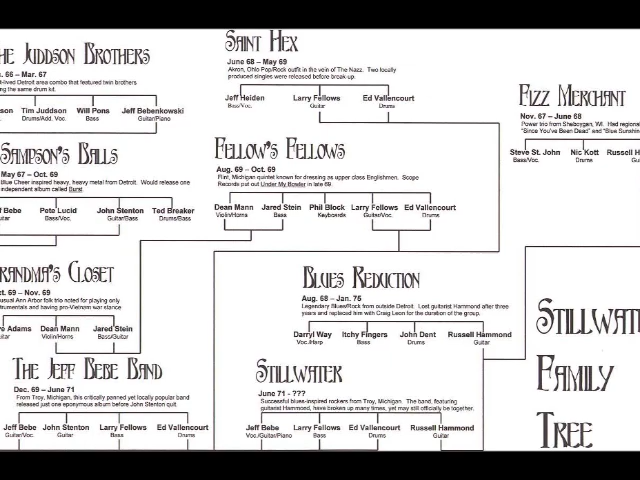 HE JUDDSON BROTHERS
. 66 – Mar. 67
t-lived Detroit area combo that featured twin brothers
ng the same drum kit.
son Tim Juddson Will Pons Jeff Bebenkowski
Drums/Add. Voc. Bass Guitar/Piano
SAINT HEX
June 68 – May 69
Akron, Ohio Pop/Rock outfit in the vein of The Nazz. Two locally
produced singles were released before break-up.
Jeff Heiden Larry Fellows Ed Vallencourt
Bass/Voc. Guitar Drums
FIZZ MERCHANT
Nov. 67 – June 68
Power trio from Sheboygan, WI. Had regional
"Since You've Been Dead" and "Blue Sunshin
Steve St. John Nic Kott Russell H
Bass/Voc. Drums Guit
SAMPSON'S BALLS
May 67 – Oct. 69
Blue Cheer inspired heavy, heavy metal from Detroit. Would release one
independent album called Burst
f Bebe Pete Lucid John Stenton Ted Breaker
Bass/Voc. Guitar/Bass Drums/Bass
FELLOW'S FELLOWS
Aug. 69 – Oct. 69
Flint, Michigan quintet known for dressing as upper class Englishmen. Scope
Records put out Under My Bowler in late 69.
Dean Mann Jared Stein Phil Block Larry Fellows Ed Vallencourt
Violin/Horns Bass Keyboards Guitar/Voc. Drums
RANDMA'S CLOSET
t. 69 – Nov. 69
usual Ann Arbor folk trio noted for playing only
trumentals and having pro-Vietnam war stance
ve Adams Dean Mann Jared Stein
Guitar Violin/Horns Bass/Guitar
BLUES REDUCTION
Aug. 68 – Jan. 75
Legendary Blues/Rock from outside Detroit. Lost guitarist Hammond after three
years and replaced him with Craig Leon for the duration of the group.
Darryl Way Itchy Fingers John Dent Russell Hammond
Voc./Harp Bass Drums Guitar
THE JEFF BEBE BAND
Dec. 69 – June 71
From Troy, Michigan, this critically panned yet locally popular band
released just one eponymous album before John Stenton quit.
Jeff Bebe John Stenton Larry Fellows Ed Vallencourt
Guitar/Voc. Guitar Bass Drums
STILLWATER
June 71 - ???
Successful blues-inspired rockers from Troy, Michigan. The band, featuring
guitarist Hammond, have broken up many times, yet may still officially be together.
Jeff Bebe Larry Fellows Ed Vallencourt Russell Hammond
Voc./Guitar/Piano Bass Drums Guitar
STILLWAT
FAMILY
TREE